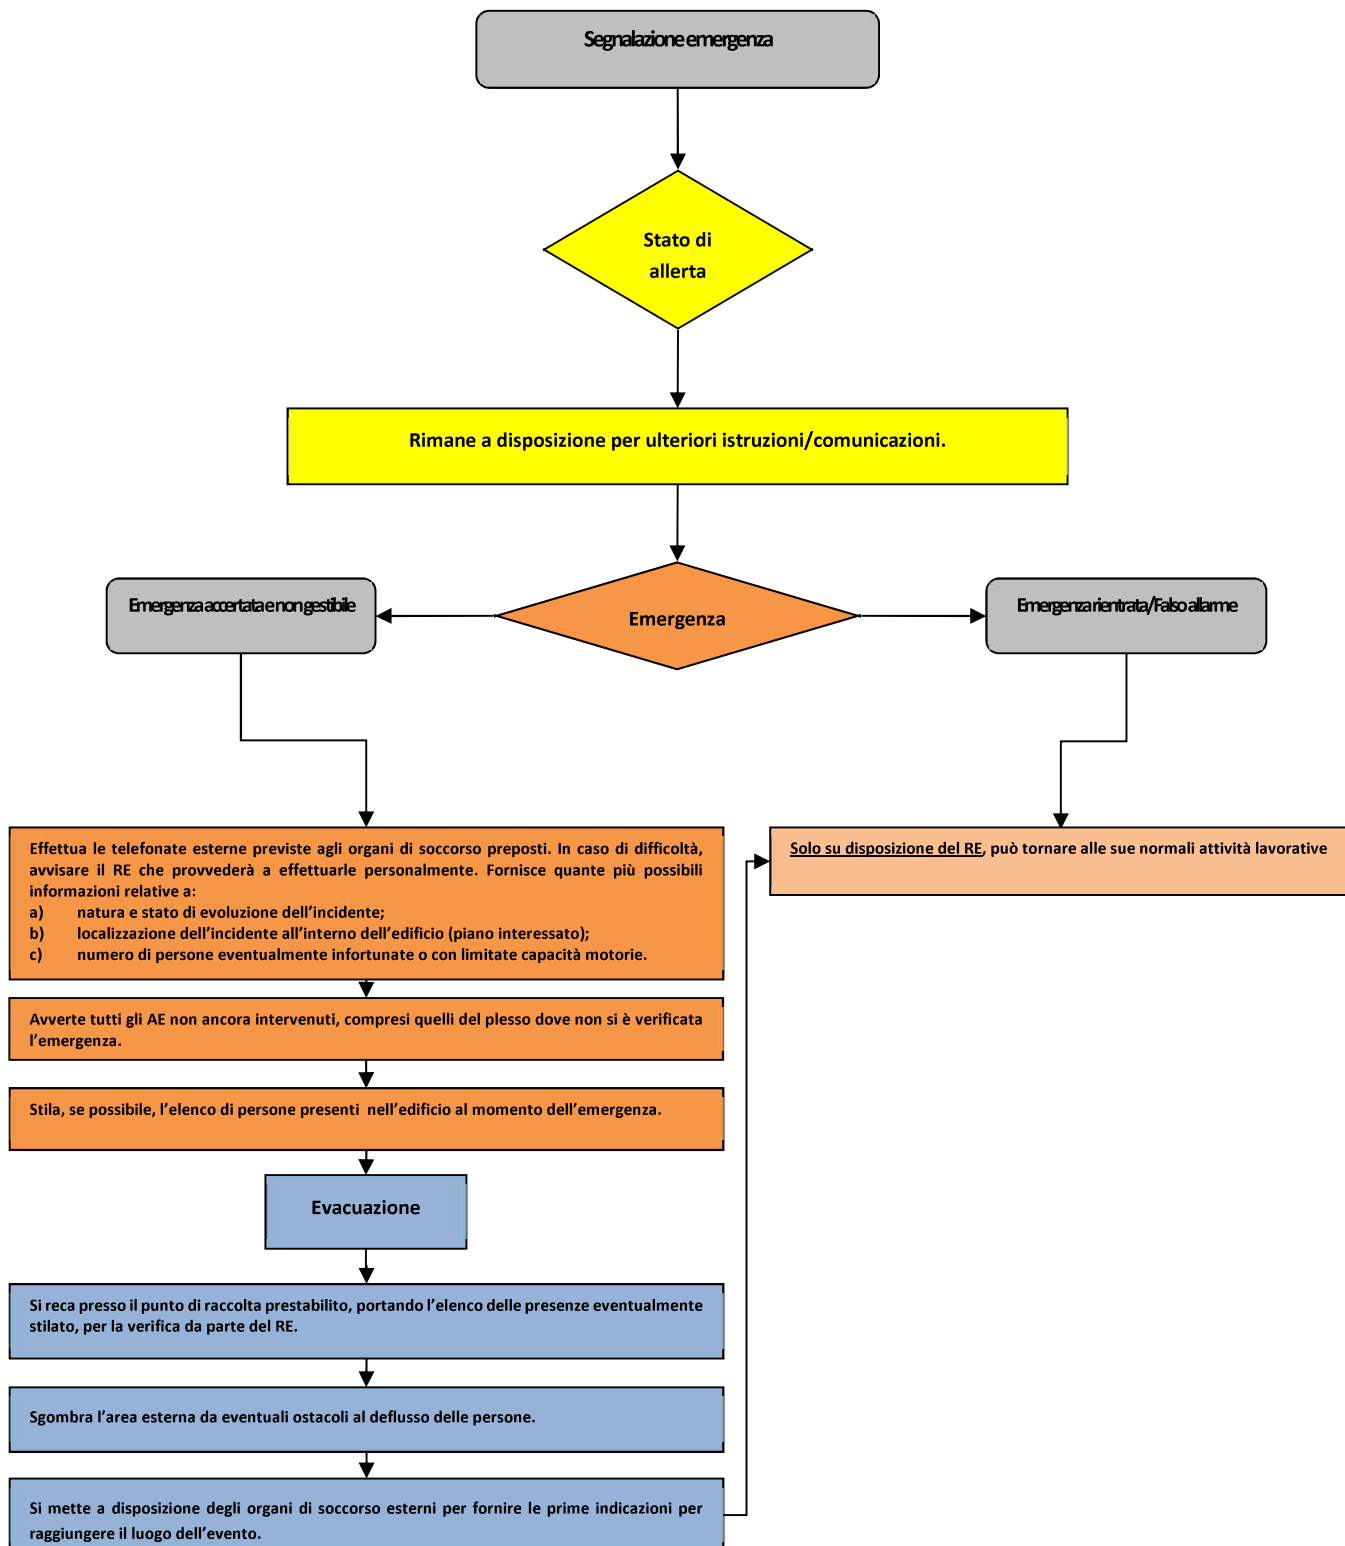 Segnalazione emergenza
Stato di
allerta
Rimane a disposizione per ulteriori istruzioni/comunicazioni.
Emergenza accertata e non gestibile
Emergenza
Emergenza rientrata/Falso allarme
Effettua le telefonate esterne previste agli organi di soccorso preposti. In caso di difficoltà,
avvisare il RE che provvederà a effettuarle personalmente. Fornisce quante più possibili
informazioni relative a:
a) natura e stato di evoluzione dell'incidente;
b) localizzazione dell'incidente all'interno dell'edificio (piano interessato);
c) numero di persone eventualmente infortunate o con limitate capacità motorie.
Solo su disposizione del RE, può tornare alle sue normali attività lavorative
Avverte tutti gli AE non ancora intervenuti, compresi quelli del plesso dove non si è verificata
l'emergenza.
Stila, se possibile, l'elenco di persone presenti nell'edificio al momento dell'emergenza.
Evacuazione
Si reca presso il punto di raccolta prestabilito, portando l'elenco delle presenze eventualmente
stilato, per la verifica da parte del RE.
Sgombra l'area esterna da eventuali ostacoli al deflusso delle persone.
Si mette a disposizione degli organi di soccorso esterni per fornire le prime indicazioni per
raggiungere il luogo dell'evento.